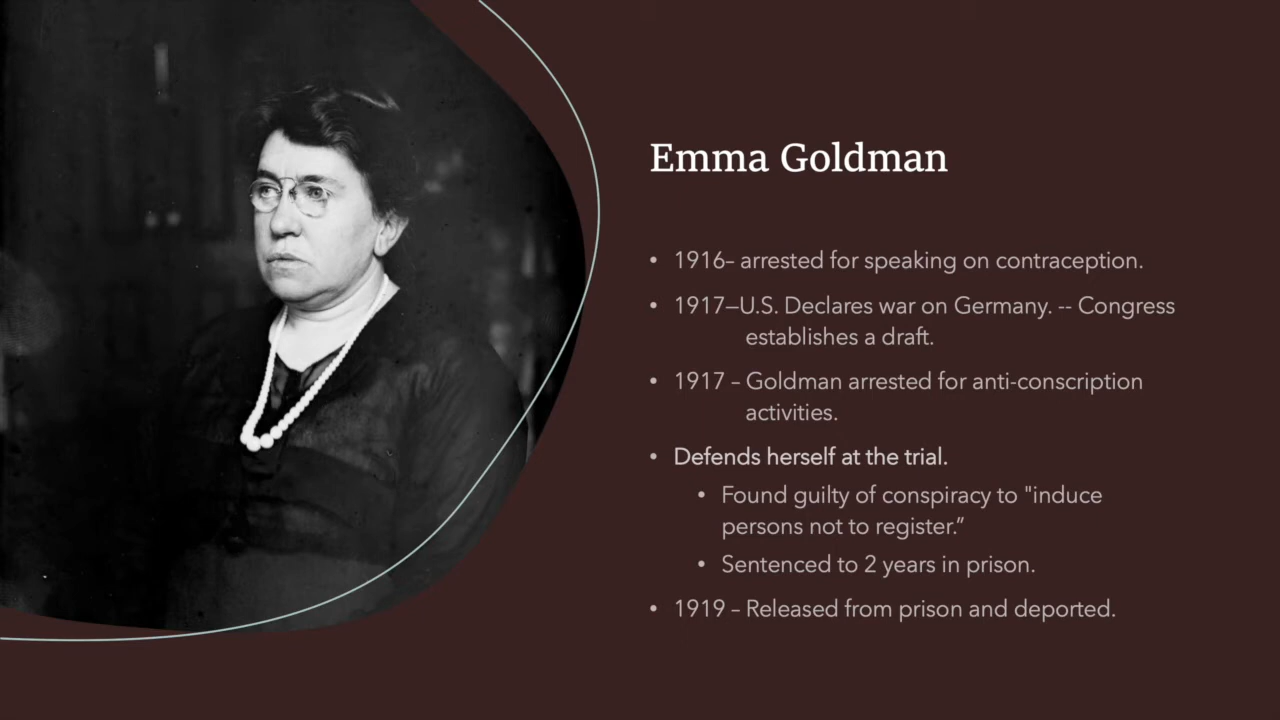 Emma Goldman
• 1916– arrested for speaking on contraception.
• 1917—U.S. Declares war on Germany. -- Congress
establishes a draft.
• 1917 – Goldman arrested for anti-conscription
activities.
• Defends herself at the trial.
• Found guilty of conspiracy to "induce
persons not to register.”
• Sentenced to 2 years in prison.
• 1919 – Released from prison and deported.